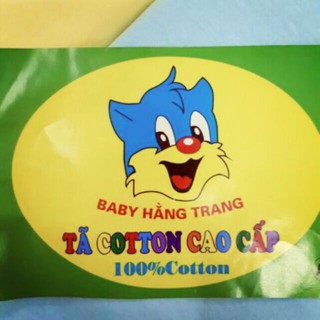 BABY HẰNG TRANG
TÃ COTTON CAO CẤP
100%Cotton